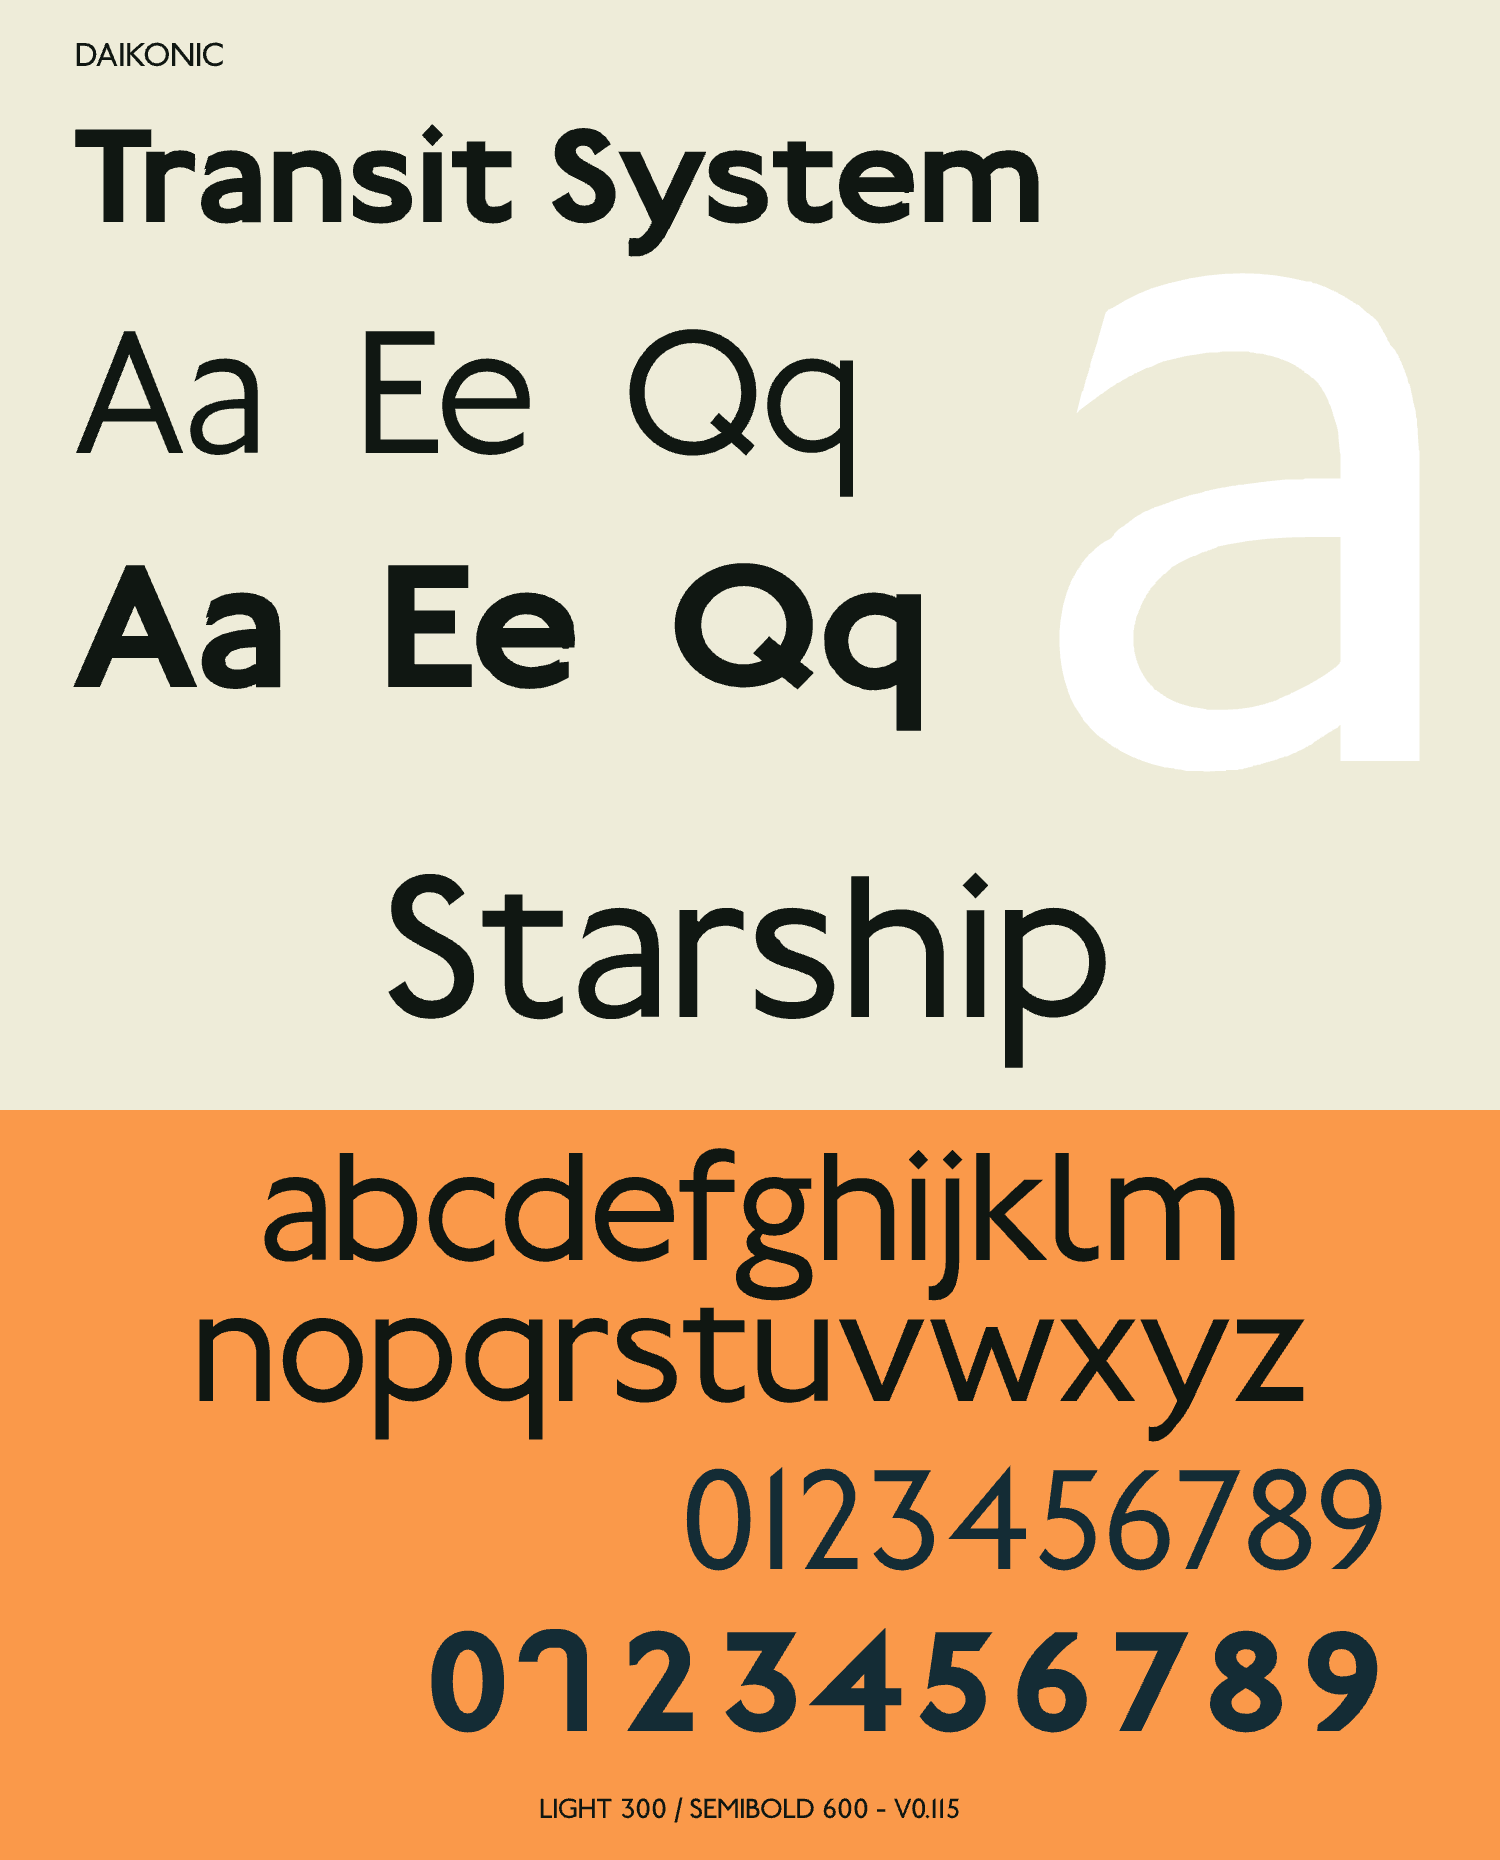 DAIKONIC
Transit System
Aa Ee Qq
a
Aa Ee Qq
Starship
abcdefghijklm
nopqrstuvwxyz
0123456789
0123456789
LIGHT 300 / SEMIBOLD 600 - V0.115